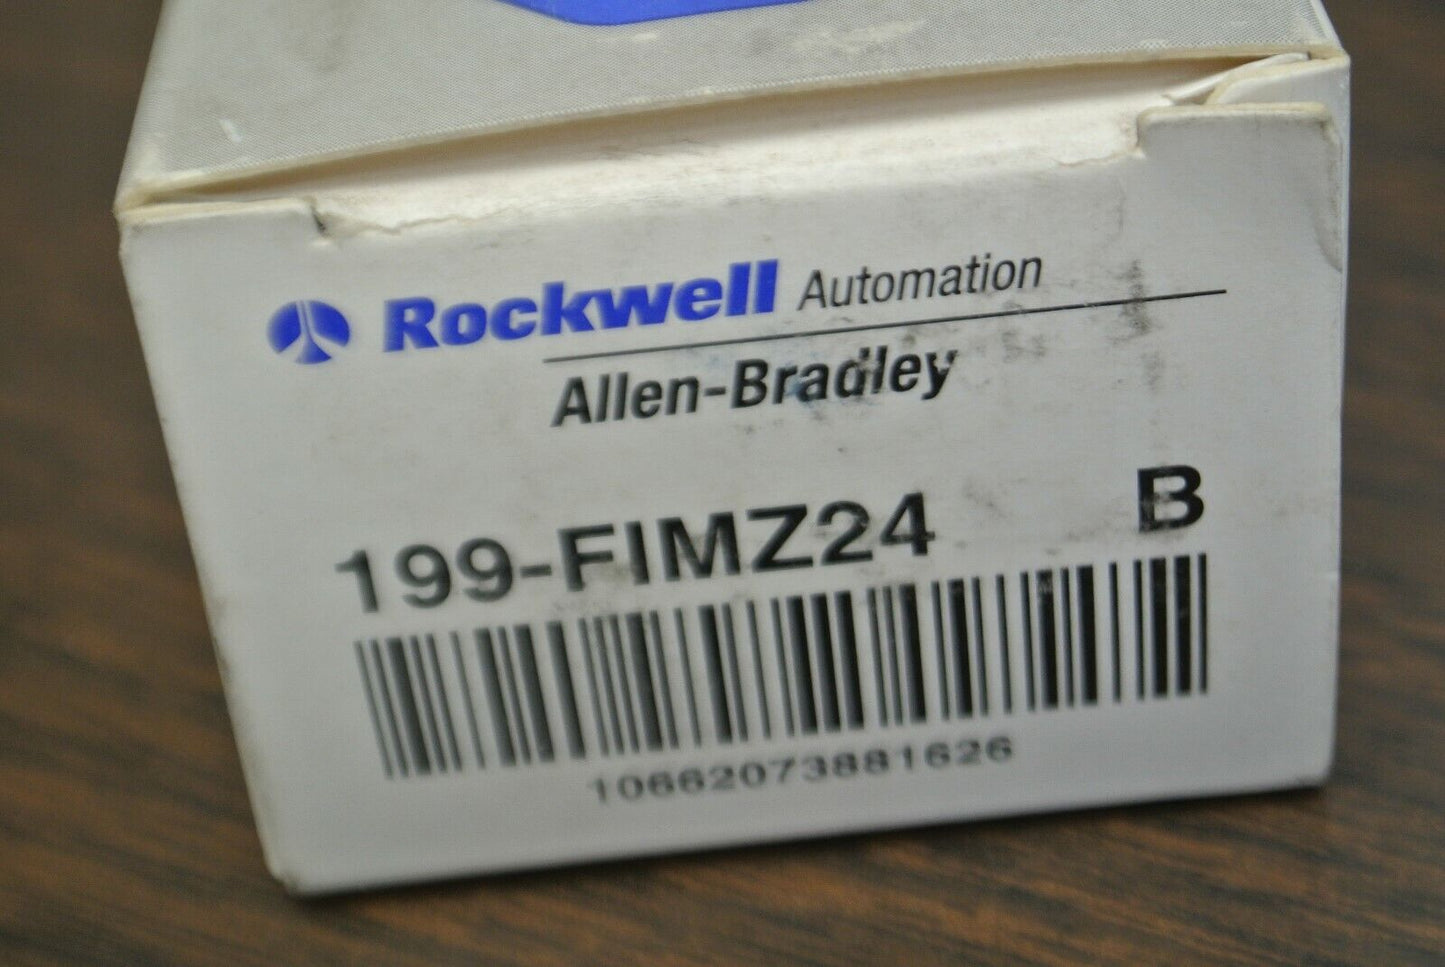 Rockwell Automation
Allen-Bradley
199-FIMZ24 B
10662073881626